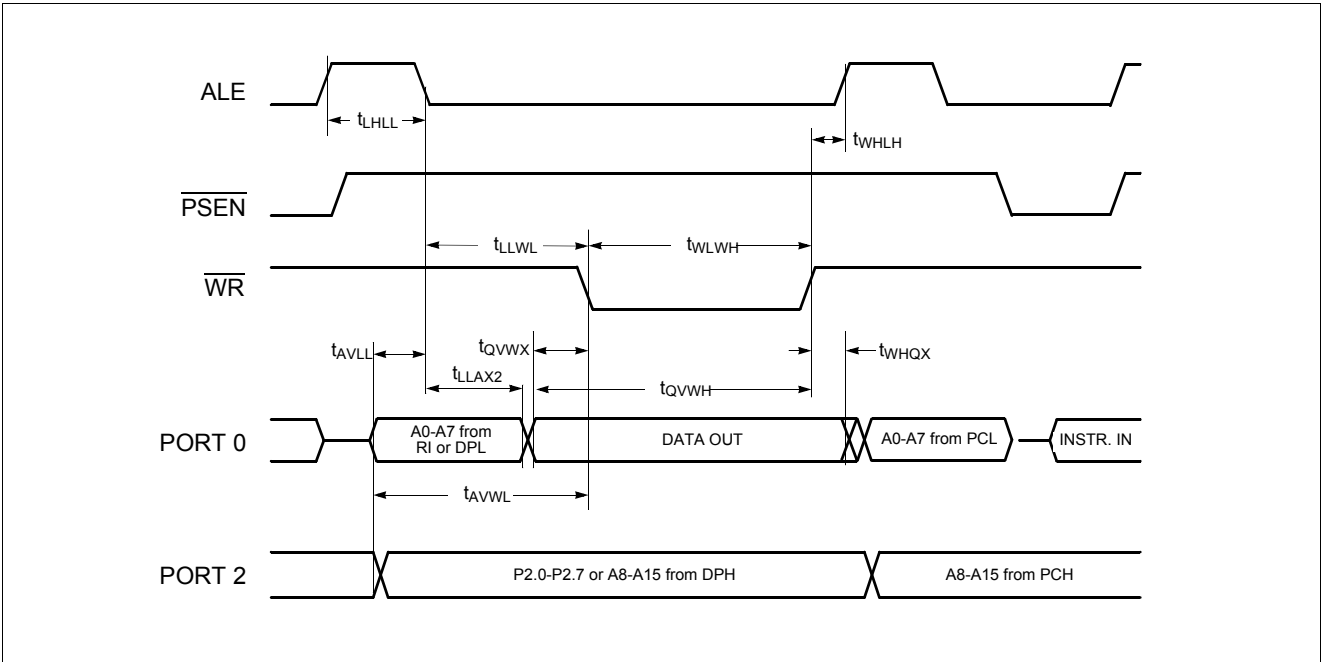 ALE
tLHLL
tWHLH
PSEN
tLLWL
tWLWH
WR
tAVLL
tQVWX
tWHQX
tLLAX2
tQVWH
PORT 0
A0-A7 from
RI or DPL
DATA OUT
A0-A7 from PCL
INSTR. IN
tAVWL
PORT 2
P2.0-P2.7 or A8-A15 from DPH
A8-A15 from PCH